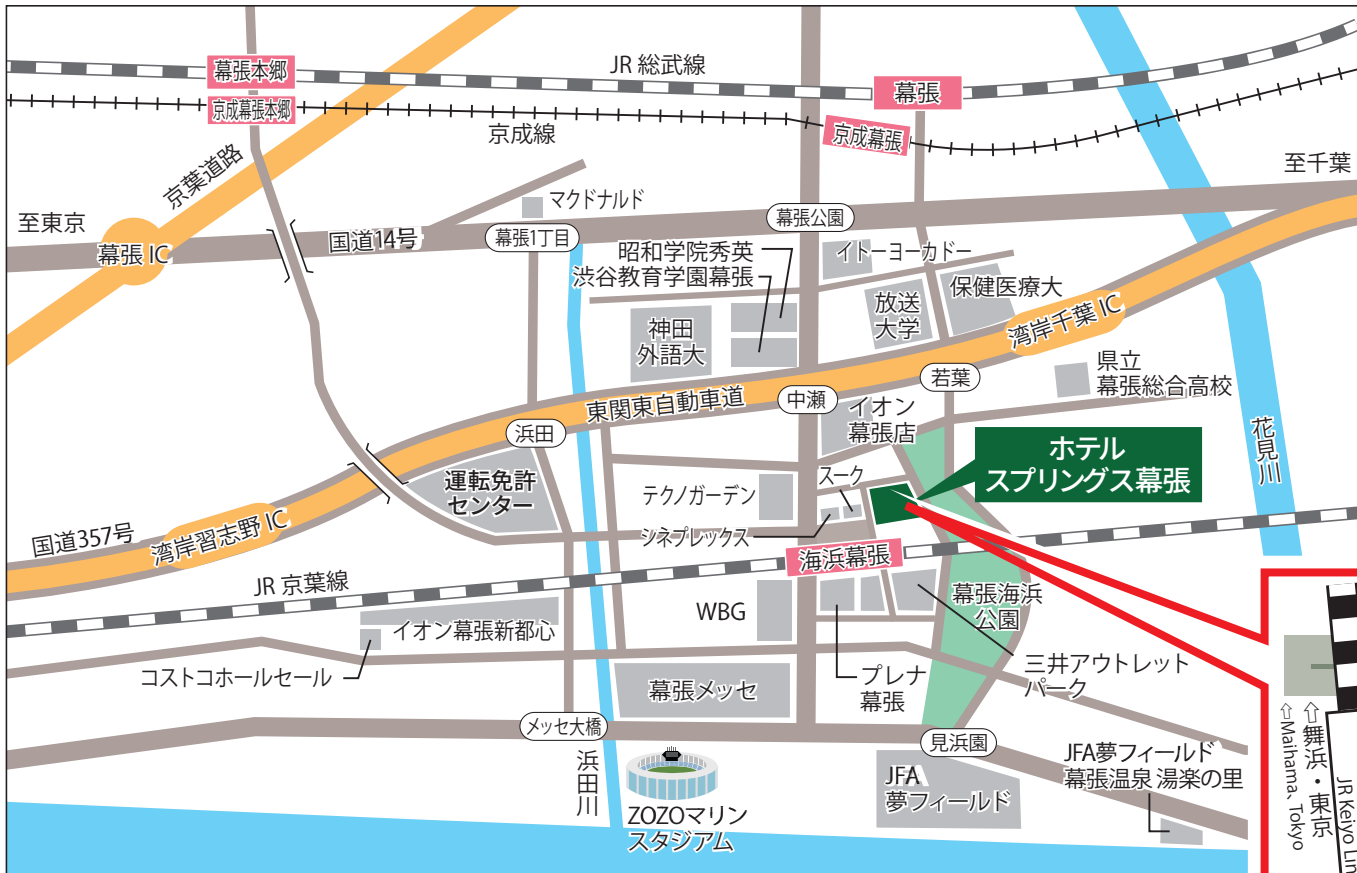 JR 総武線
幕張本郷
幕張
京成幕張本郷
京成線
京成幕張
京葉道路
至千葉
マクドナルド
至東京
幕張 IC
国道14号
幕張1丁目
幕張公園
昭和学院秀英
渋谷教育学園幕張
イトーヨーカドー
保健医療大
放送
大学
神田
外語大
湾岸千葉 IC
県立
幕張総合高校
若葉
東関東自動車道
中瀬
イオン
幕張店
浜田
花見川
ホテル
スプリングス幕張
運転免許
センター
テクノガーデン
スーク
シネプレックス
国道357号
湾岸習志野 IC
海浜幕張
JR 京葉線
WBG
幕張海浜
公園
イオン幕張新都心
コストコホールセール
三井アウトレット
パーク
プレナ
幕張
幕張メッセ
メッセ大橋
見浜園
浜田川
ZOZOマリン
スタジアム
JFA
夢フィールド
JFA夢フィールド
幕張温泉 湯楽の里
⇧舞浜・東京
⇧Maihama、Tokyo
JR Keiyo Lin